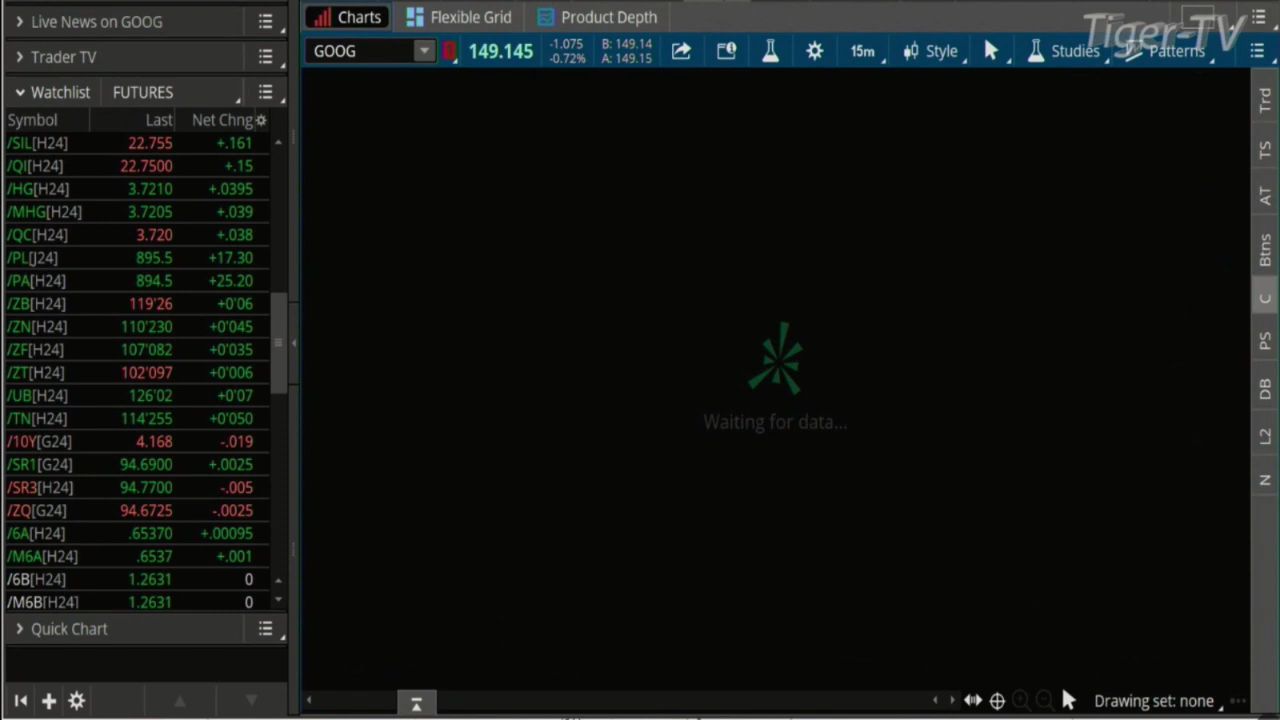 Live News on GOOG
Trader TV
Watchlist FUTURES
Symbol Last Net Chng
/SIL[H24] 22.755 +.161
/QI[H24] 22.7500 +.15
/HG[H24] 3.7210 +.0395
/MHG[H24] 3.7205 +.039
/QC[H24] 3.720 +.038
/PL[J24] 895.5 +17.30
/PA[H24] 894.5 +25.20
/ZB[H24] 119'26 +0'06
/ZN[H24] 110'230 +0'045
/ZF[H24] 107'082 +0'035
/ZT[H24] 102'097 +0'006
/UB[H24] 126'02 +0'07
/TN[H24] 114'255 +0'050
/10Y[G24] 4.168 -.019
/SR1[G24] 94.6900 +.0025
/SR3[H24] 94.7700 -.005
/ZQ[G24] 94.6725 -.0025
/6A[H24] .65370 +.00095
/M6A[H24] .6537 +.001
/6B[H24] 1.2631 0
/M6B[H24] 1.2631 0
Quick Chart
Charts Flexible Grid Product Depth
Tiger-TV
GOOG 149.145 -1.075 B: 149.14 15m Style Studies Patterns
-0.72% A: 149.15
Waiting for data...
Trd
TS
AT
Btns
C
PS
DB
L2
N
Drawing set: none